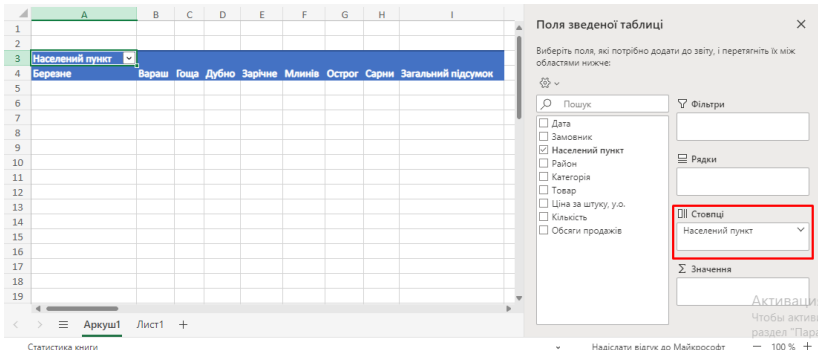 A B C D E F G H I
1
2
3 Населений пункт
4 Березне Вараш Гоща Дубно Зарічне Млинів Острог Сарни Загальний підсумок
5
6
7
8
9
10
11
12
13
14
15
16
17
18
19
Аркуш1 Лист1 +
Статистика книги
Поля зведеної таблиці
Виберіть поля, які потрібно додати до звіту, і перетягніть їх між
областями нижче:
Пошук
Дата
Замовник
Населений пункт
Район
Категорія
Товар
Ціна за штуку, у.о.
Кількість
Обсяги продажів
Фільтри
Рядки
Стовпці
Населений пункт
Σ Значення
Активаци
Чтобы актив
раздел "Пара
Надіслати відгук до Майкрософт — 100 % +